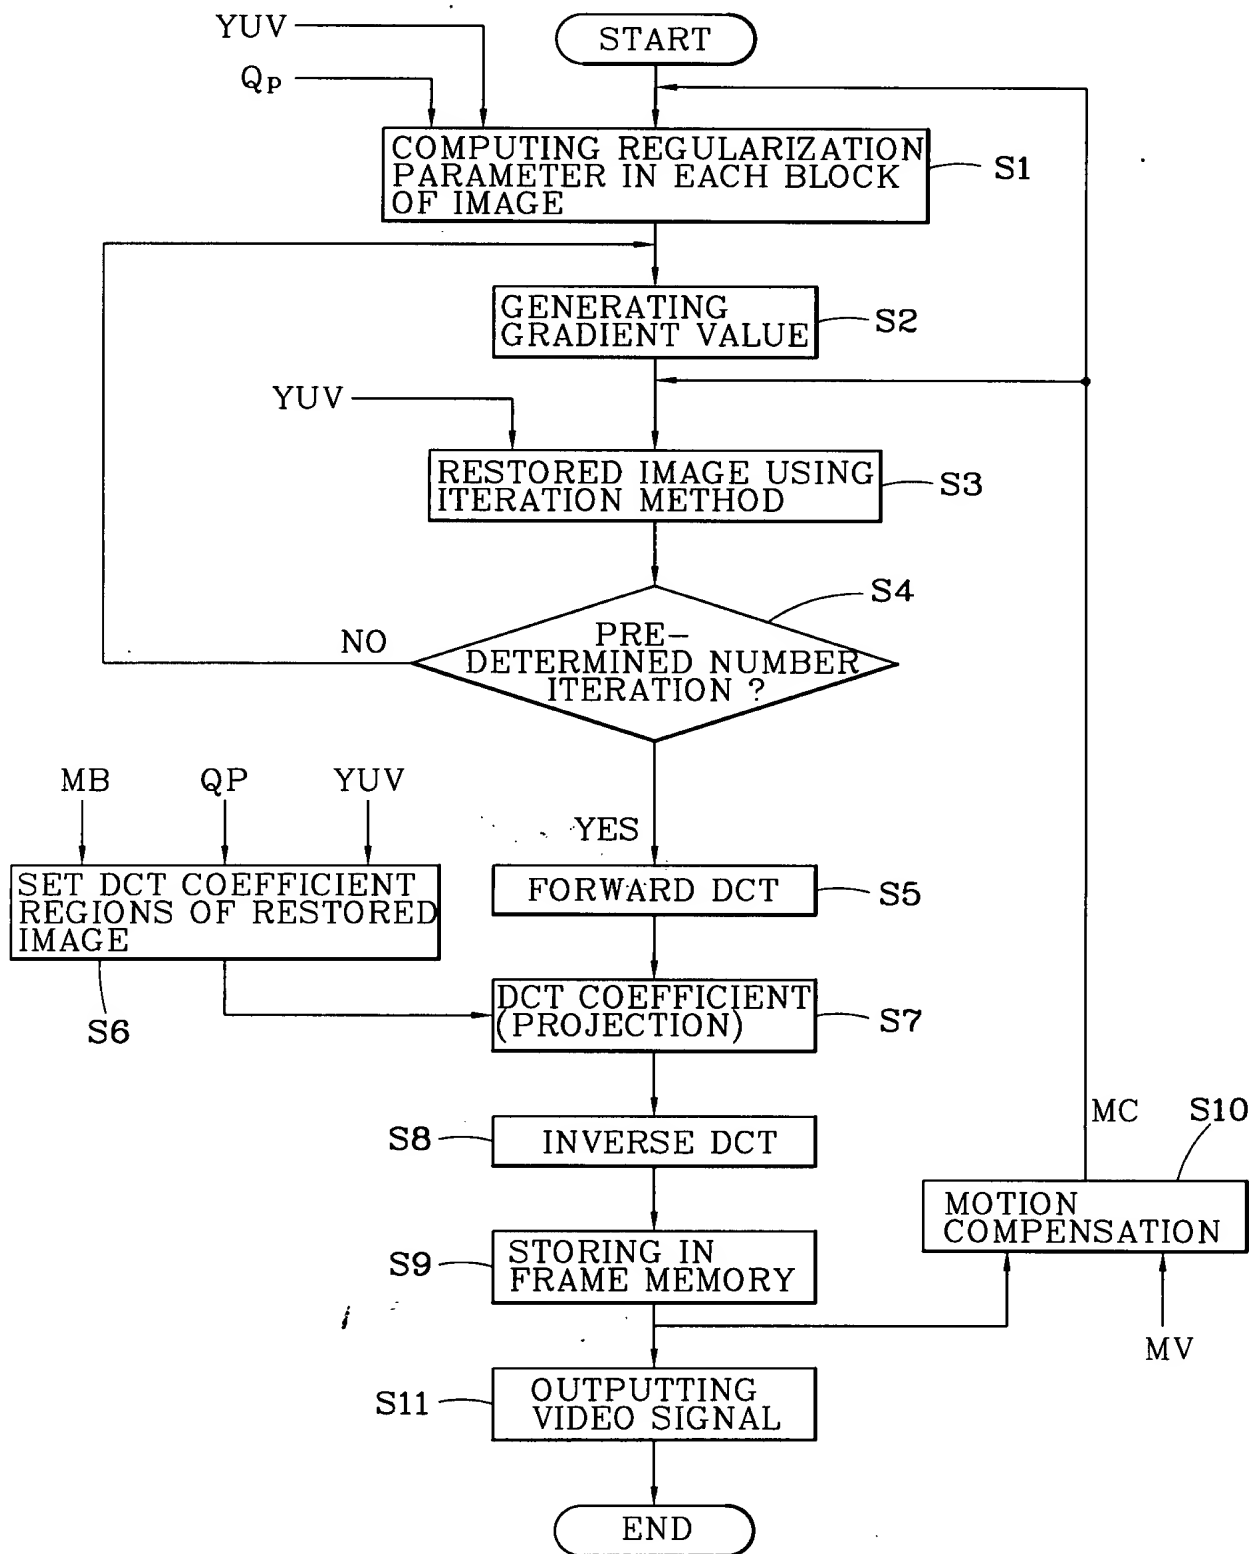 YUV
START
QP
COMPUTING REGULARIZATION
PARAMETER IN EACH BLOCK
OF IMAGE
S1
GENERATING
GRADIENT VALUE
S2
YUV
RESTORED IMAGE USING
ITERATION METHOD
S3
S4
NO
PRE-
DETERMINED NUMBER
ITERATION ?
MB
QP
YUV
YES
SET DCT COEFFICIENT
REGIONS OF RESTORED
IMAGE
FORWARD DCT
S5
S6
DCT COEFFICIENT
(PROJECTION)
S7
MC
S10
S8
INVERSE DCT
MOTION
COMPENSATION
S9
STORING IN
FRAME MEMORY
MV
S11
OUTPUTTING
VIDEO SIGNAL
END